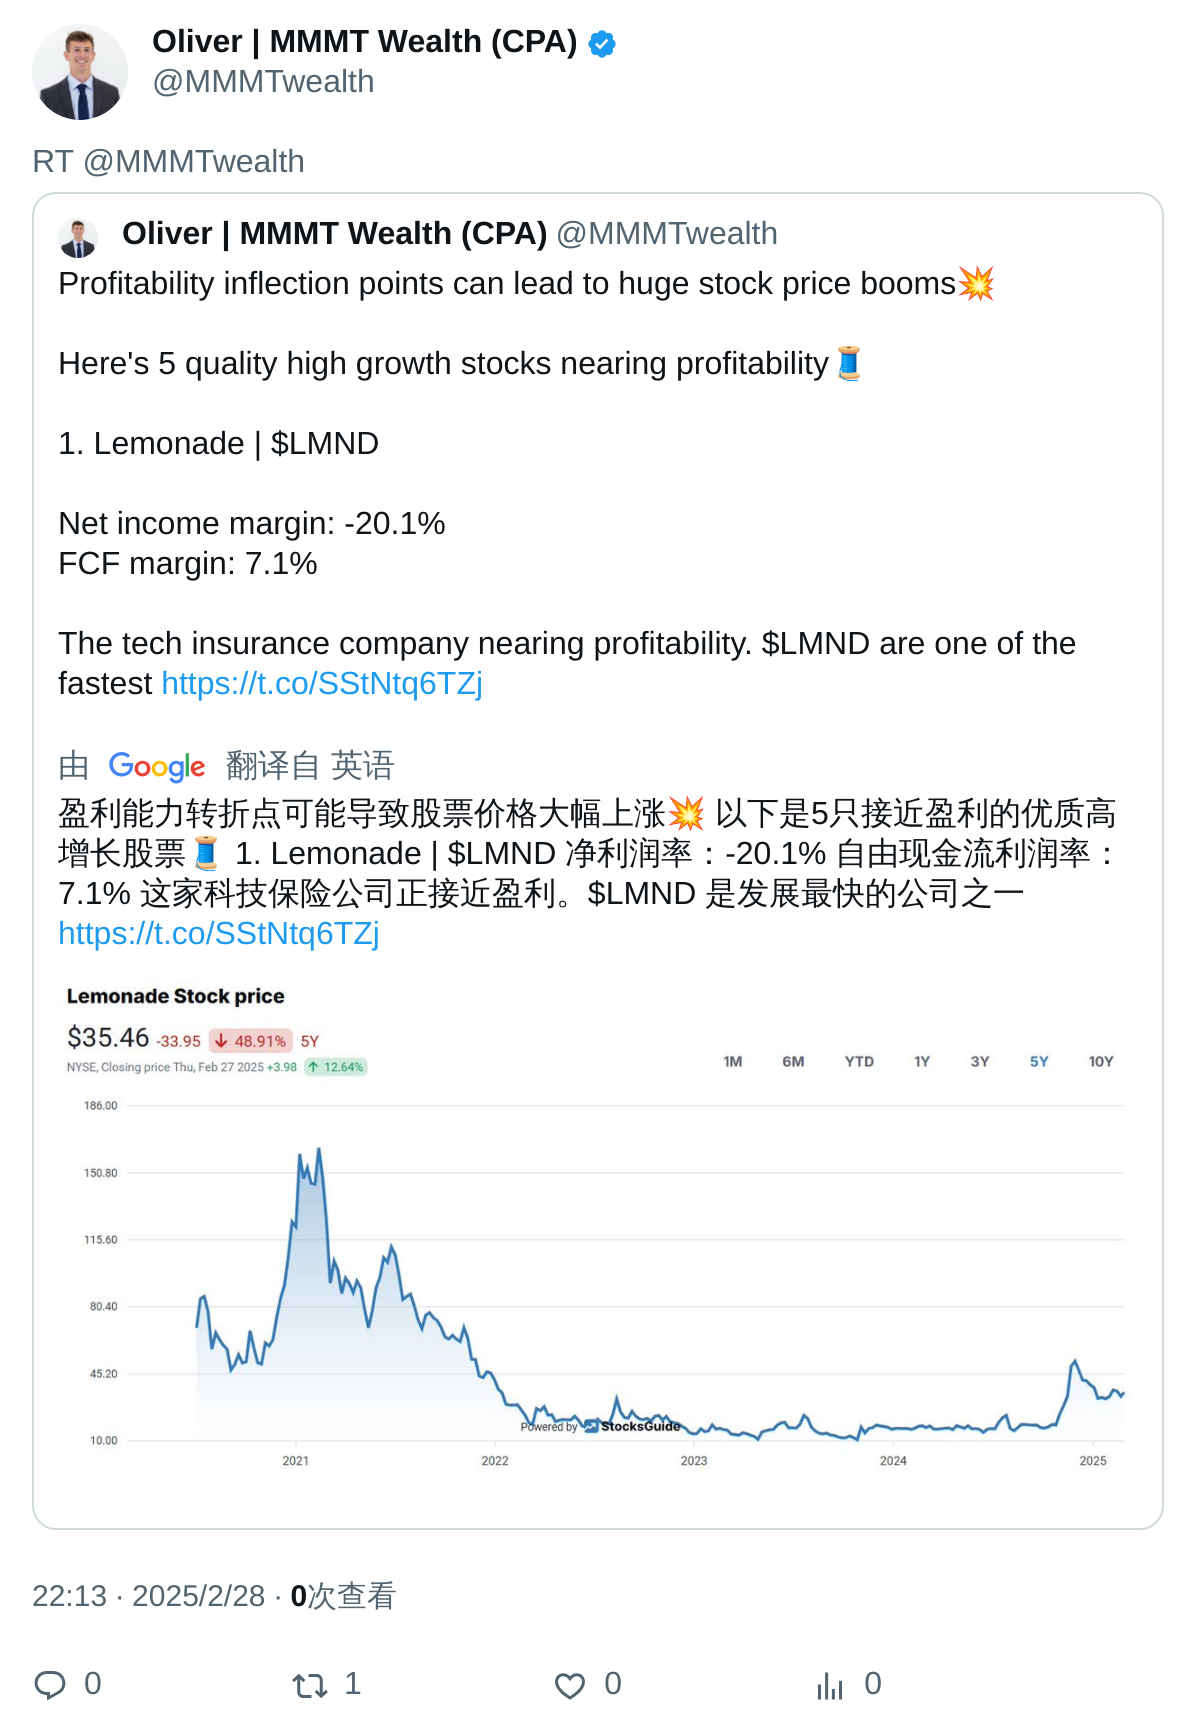 Oliver | MMMT Wealth (CPA)
@MMMTwealth
RT @MMMTwealth
Oliver | MMMT Wealth (CPA) @MMMTwealth
Profitability inflection points can lead to huge stock price booms💥
Here's 5 quality high growth stocks nearing profitability🧵
1. Lemonade | $LMND
Net income margin: -20.1%
FCF margin: 7.1%
The tech insurance company nearing profitability. $LMND are one of the
fastest https://t.co/SStNtq6TZj
由 Google 翻译自 英语
盈利能力转折点可能导致股票价格大幅上涨💥 以下是5只接近盈利的优质高
增长股票🧵 1. Lemonade | $LMND 净利润率：-20.1% 自由现金流利润率：
7.1% 这家科技保险公司正接近盈利。$LMND 是发展最快的公司之一
https://t.co/SStNtq6TZj
Lemonade Stock price
$35.46 -33.95 ↓ 48.91% 5Y
NYSE, Closing price Thu, Feb 27 2025 +3.98 ↑ 12.64%
1M 6M YTD 1Y 3Y 5Y 10Y
186.00
150.80
115.60
80.40
45.20
10.00
Powered by StocksGuide
2021 2022 2023 2024 2025
22:13 · 2025/2/28 · 0次查看
0 1 0 0